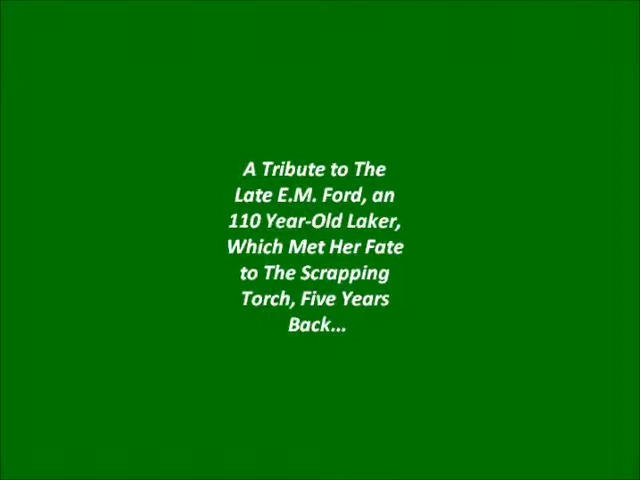 A Tribute to The
Late E.M. Ford, an
110 Year-Old Laker,
Which Met Her Fate
to The Scrapping
Torch, Five Years
Back...